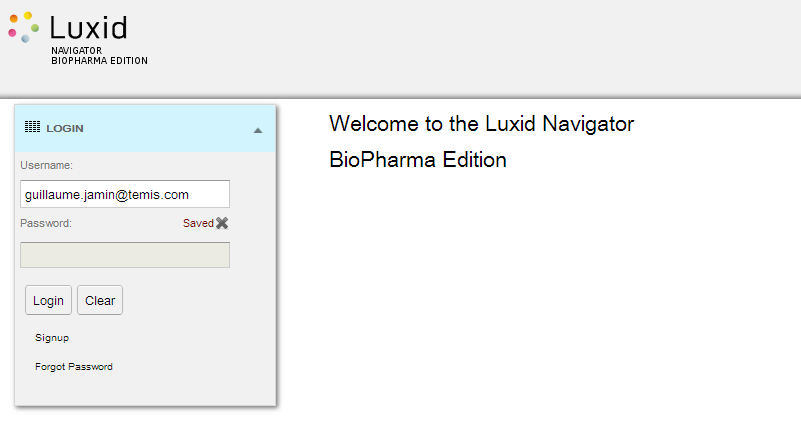 Luxid
NAVIGATOR
BIOPHARMA EDITION
LOGIN
Username:
guillaume.jamin@temis.com
Password:
Saved
Login
Clear
Signup
Forgot Password
Welcome to the Luxid Navigator
BioPharma Edition